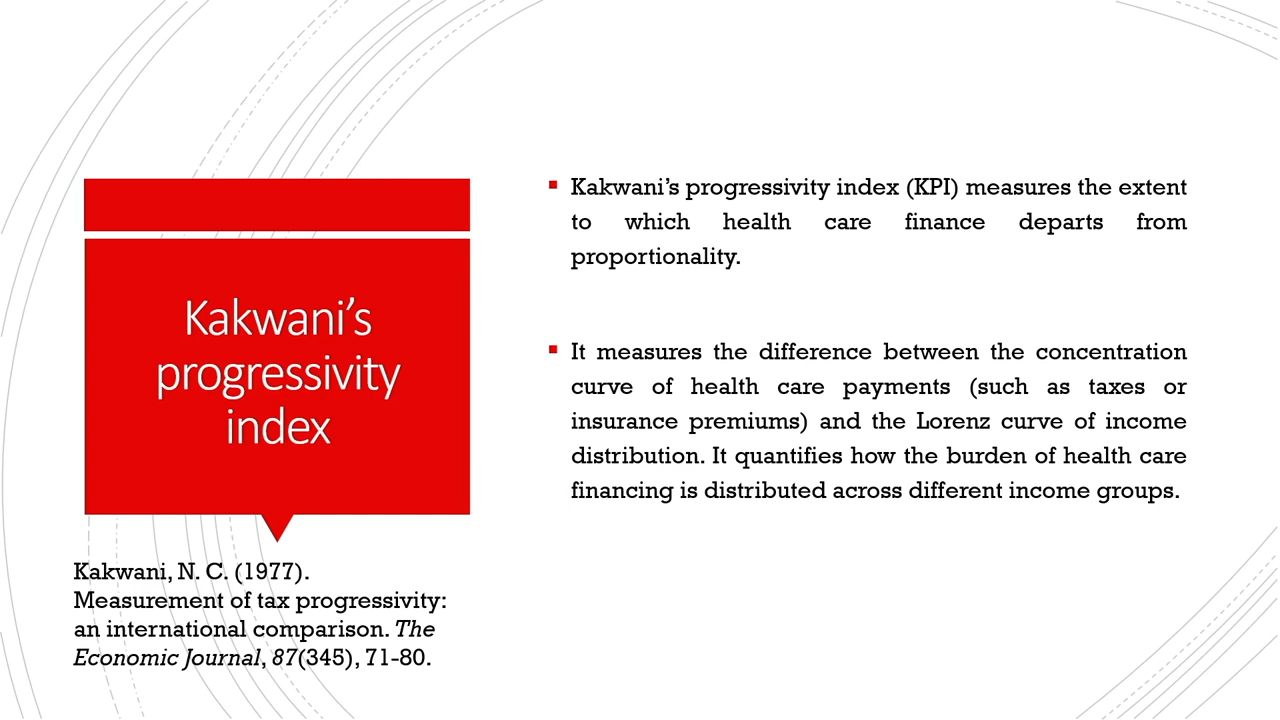 Kakwani’s
progressivity
index
Kakwani, N. C. (1977).
Measurement of tax progressivity:
an international comparison. The
Economic Journal, 87(345), 71-80.
Kakwani’s progressivity index (KPI) measures the extent
to which health care finance departs from
proportionality.
It measures the difference between the concentration
curve of health care payments (such as taxes or
insurance premiums) and the Lorenz curve of income
distribution. It quantifies how the burden of health care
financing is distributed across different income groups.